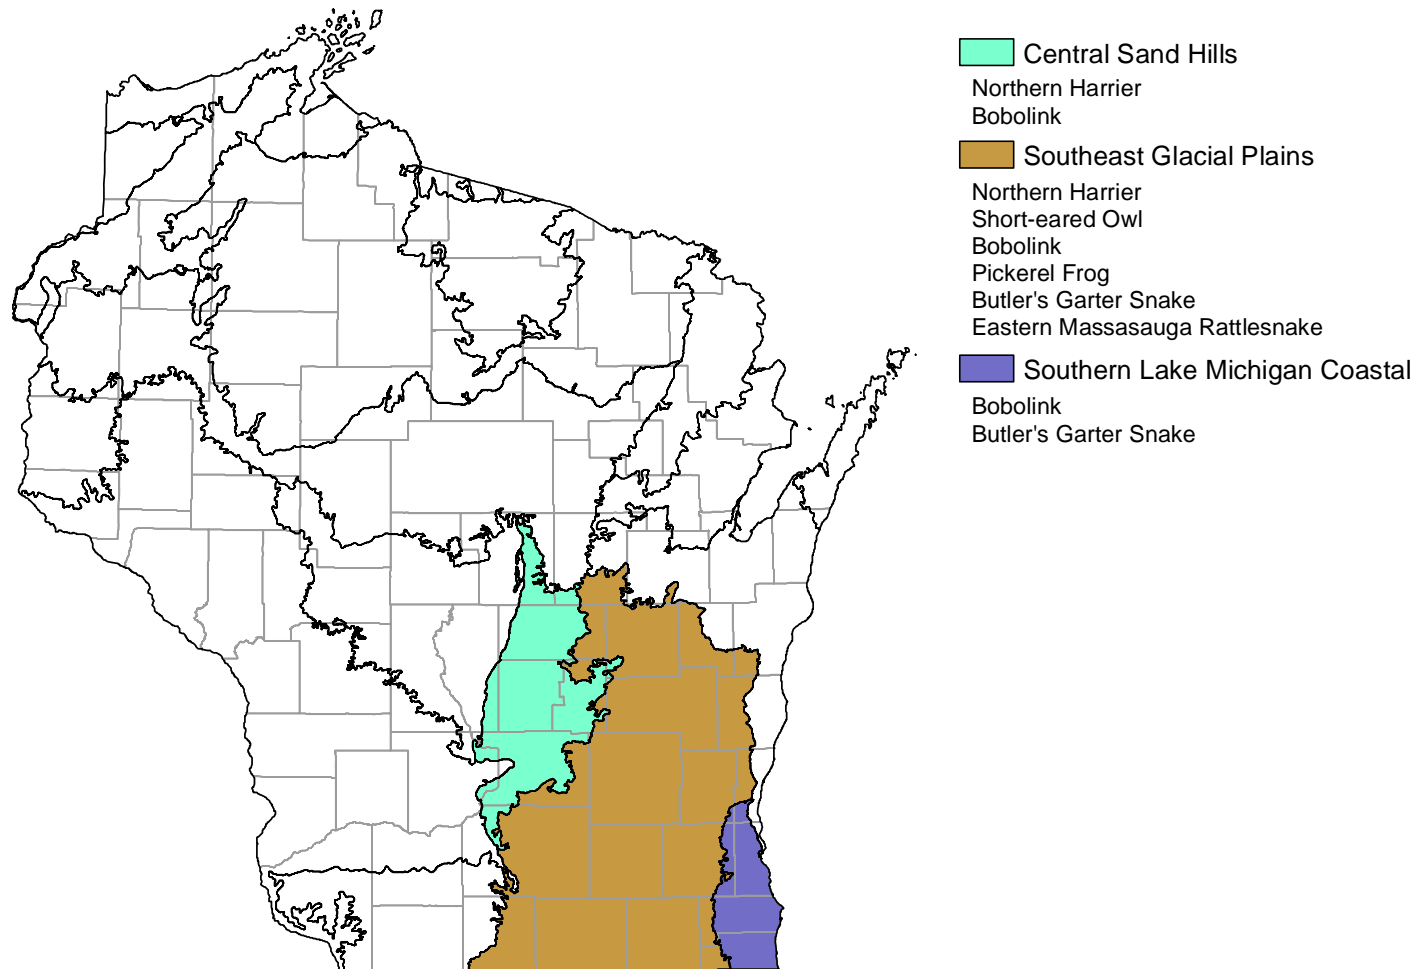 Central Sand Hills
Northern Harrier
Bobolink
Southeast Glacial Plains
Northern Harrier
Short-eared Owl
Bobolink
Pickerel Frog
Butler's Garter Snake
Eastern Massasauga Rattlesnake
Southern Lake Michigan Coastal
Bobolink
Butler's Garter Snake